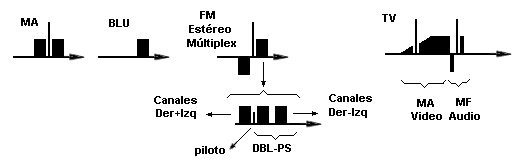 MA
BLU
FM
Estéreo
Múltiplex
TV
Canales
Der+Izq
Canales
Der-Izq
piloto
DBL-PS
MA
Video
MF
Audio